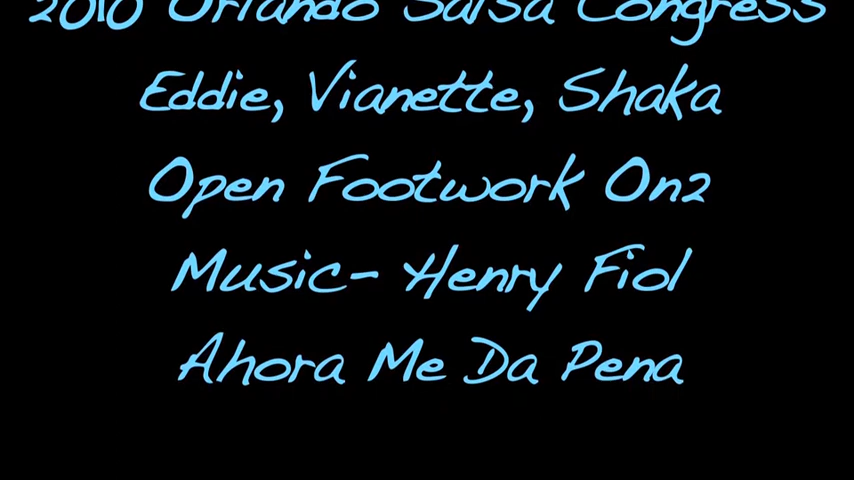 2010 Orlando Salsa Congress
Eddie, Vianette, Shaka
Open Footwork On2
Music- Henry Fiol
Ahora Me Da Pena